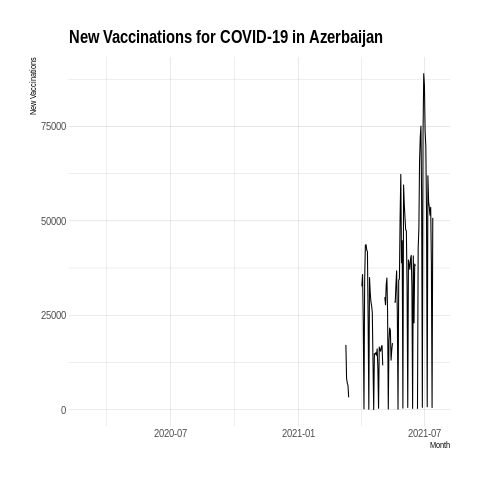 New Vaccinations for COVID-19 in Azerbaijan
New Vaccinations
75000
50000
25000
0
2020-07
2021-01
2021-07
Month